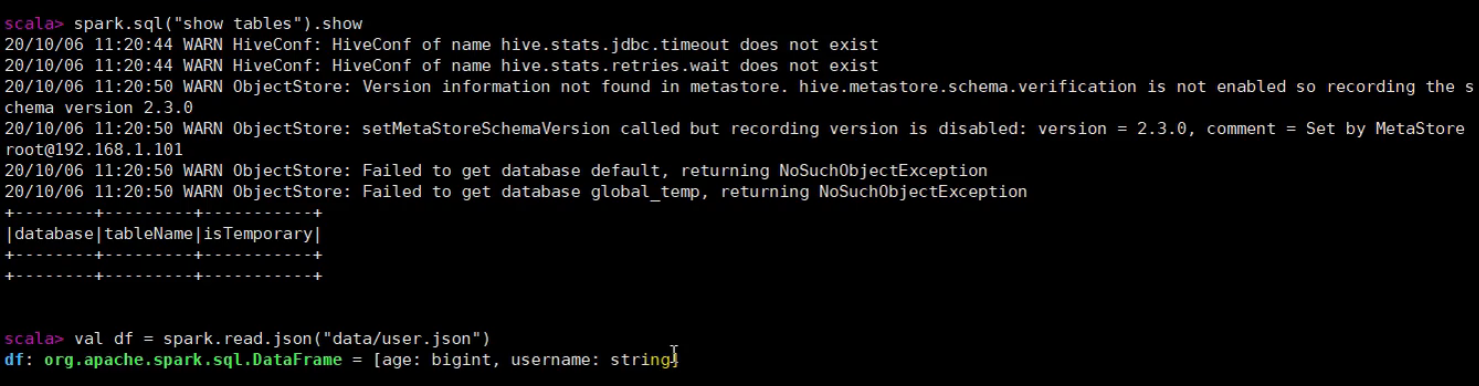 scala> spark.sql("show tables").show
20/10/06 11:20:44 WARN HiveConf: HiveConf of name hive.stats.jdbc.timeout does not exist
20/10/06 11:20:44 WARN HiveConf: HiveConf of name hive.stats.retries.wait does not exist
20/10/06 11:20:50 WARN ObjectStore: Version information not found in metastore. hive.metastore.schema.verification is not enabled so recording the s
chema version 2.3.0
20/10/06 11:20:50 WARN ObjectStore: setMetaStoreSchemaVersion called but recording version is disabled: version = 2.3.0, comment = Set by MetaStore
root@192.168.1.101
20/10/06 11:20:50 WARN ObjectStore: Failed to get database default, returning NoSuchObjectException
20/10/06 11:20:50 WARN ObjectStore: Failed to get database global_temp, returning NoSuchObjectException
+--------+---------+-----------+
|database|tableName|isTemporary|
+--------+---------+-----------+
+--------+---------+-----------+
scala> val df = spark.read.json("data/user.json")
df: org.apache.spark.sql.DataFrame = [age: bigint, username: string]